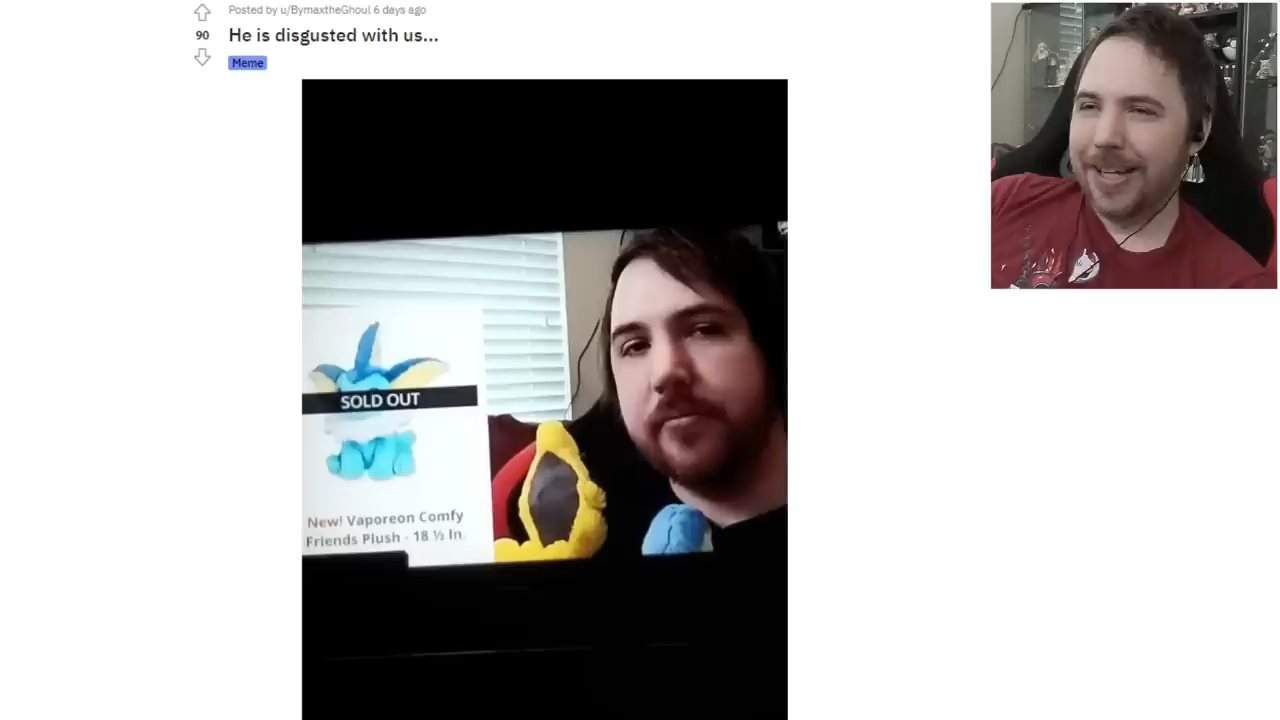 Posted by u/BymaxtheGhoul 6 days ago
90
He is disgusted with us...
Meme
SOLD OUT
New! Vaporeon Comfy
Friends Plush - 18 ½ In.